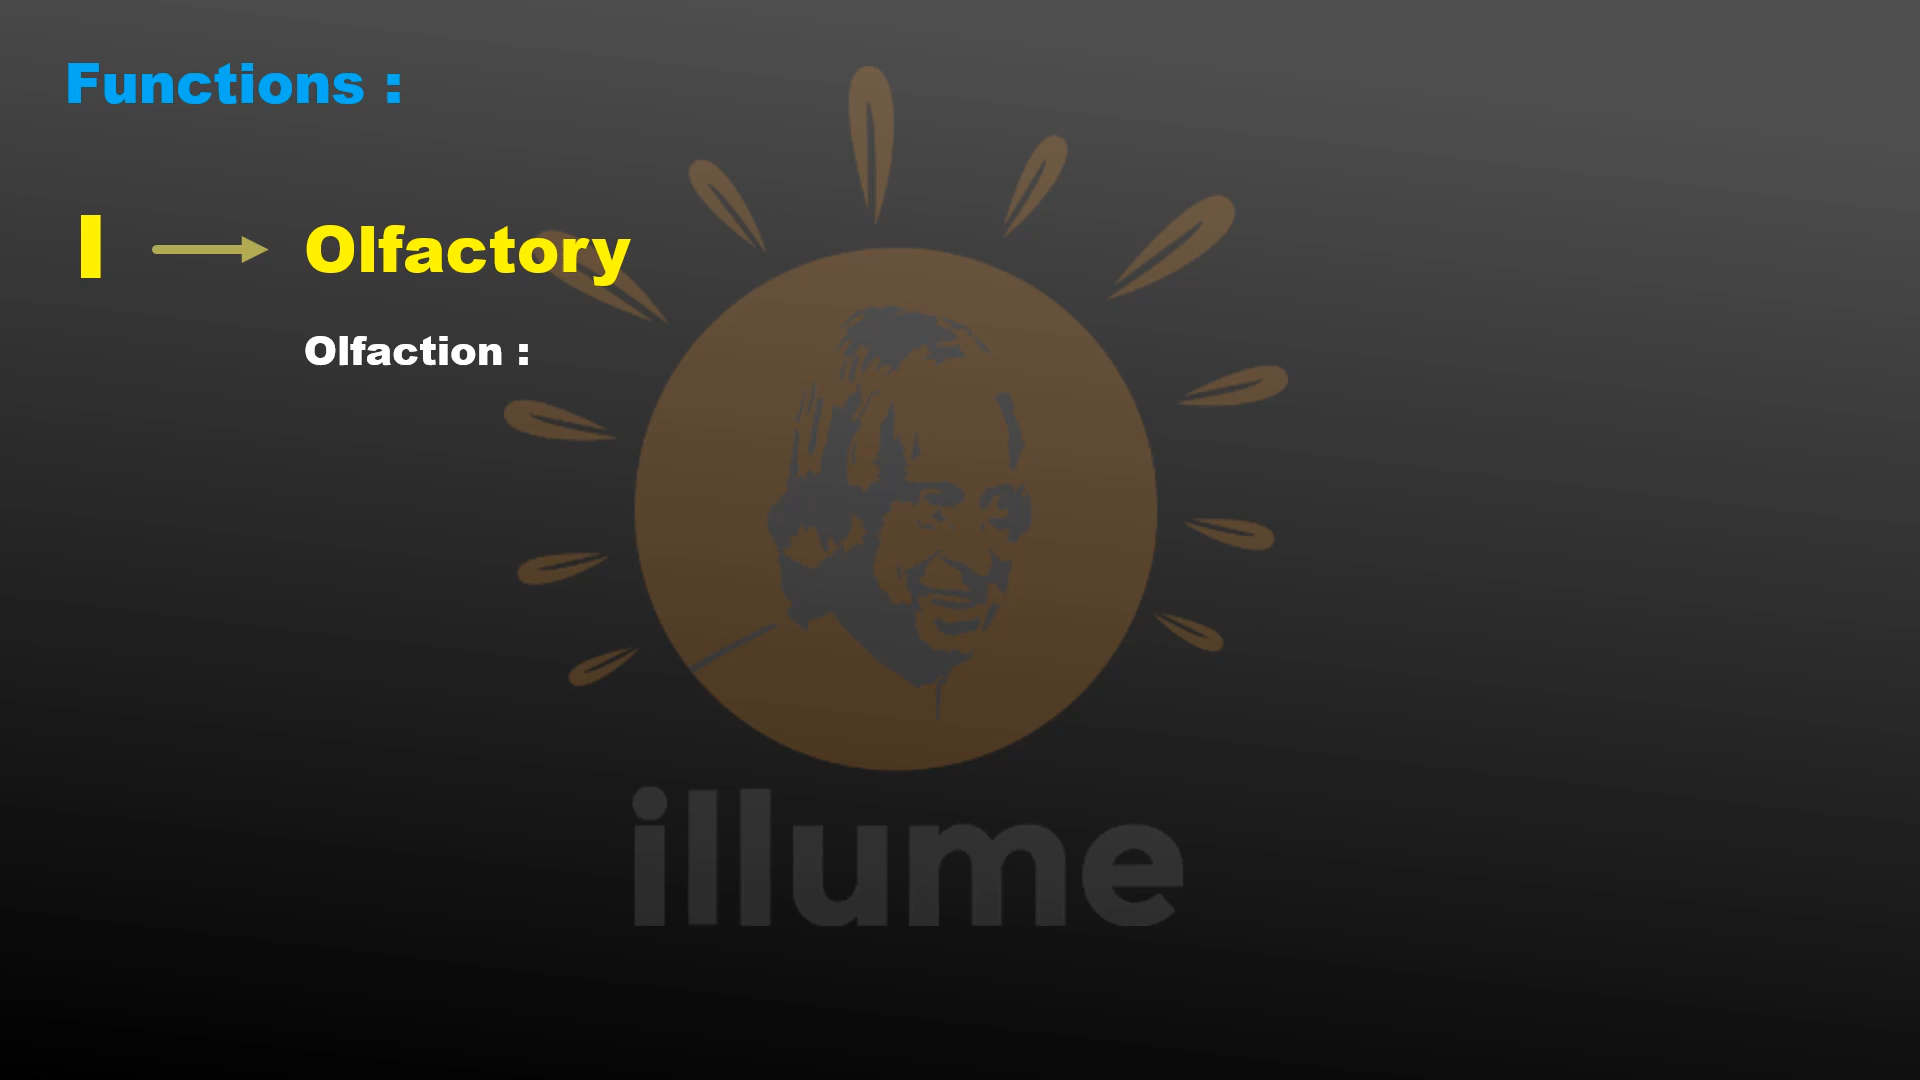 Functions :
I → Olfactory
Olfaction :
illume